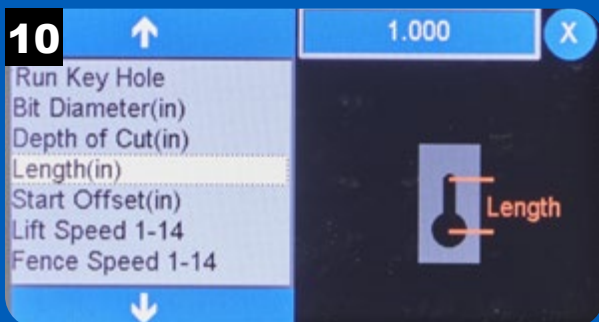 10
1.000
X
Run Key Hole
Bit Diameter(in)
Depth of Cut(in)
Length(in)
Start Offset(in)
Lift Speed 1-14
Fence Speed 1-14
Length